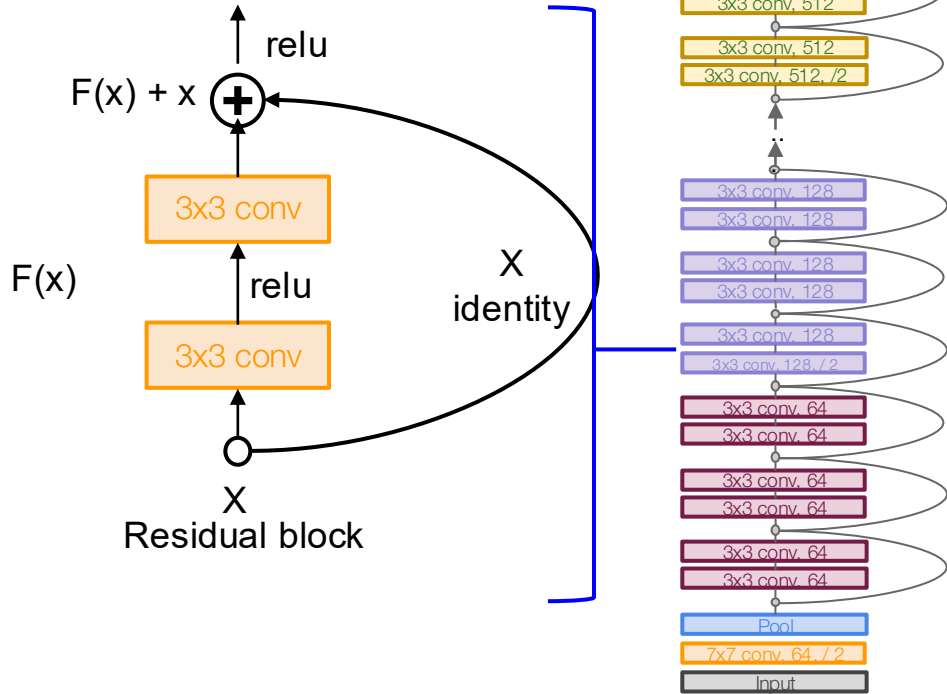 relu
F(x) + x
3x3 conv
F(x)
relu
X
identity
3x3 conv
X
Residual block
3x3 conv, 512
3x3 conv, 512
3x3 conv, 512, /2
..
3x3 conv, 128
3x3 conv, 128
3x3 conv, 128
3x3 conv, 128
3x3 conv, 128
3x3 conv, 128, / 2
3x3 conv, 64
3x3 conv, 64
3x3 conv, 64
3x3 conv, 64
3x3 conv, 64
3x3 conv, 64
Pool
7x7 conv, 64, / 2
Input